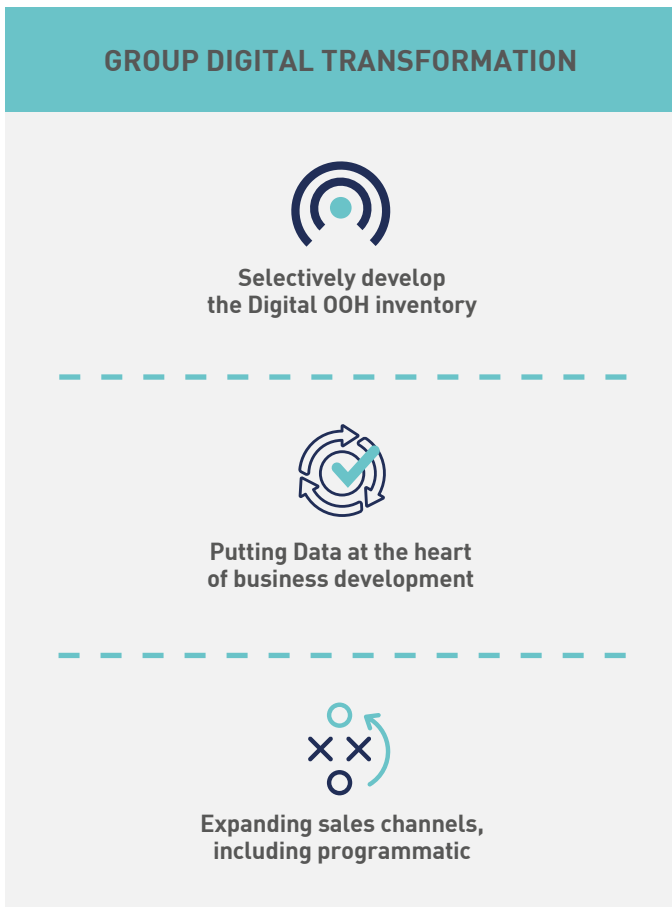 GROUP DIGITAL TRANSFORMATION
Selectively develop
the Digital OOH inventory
Putting Data at the heart
of business development
Expanding sales channels,
including programmatic